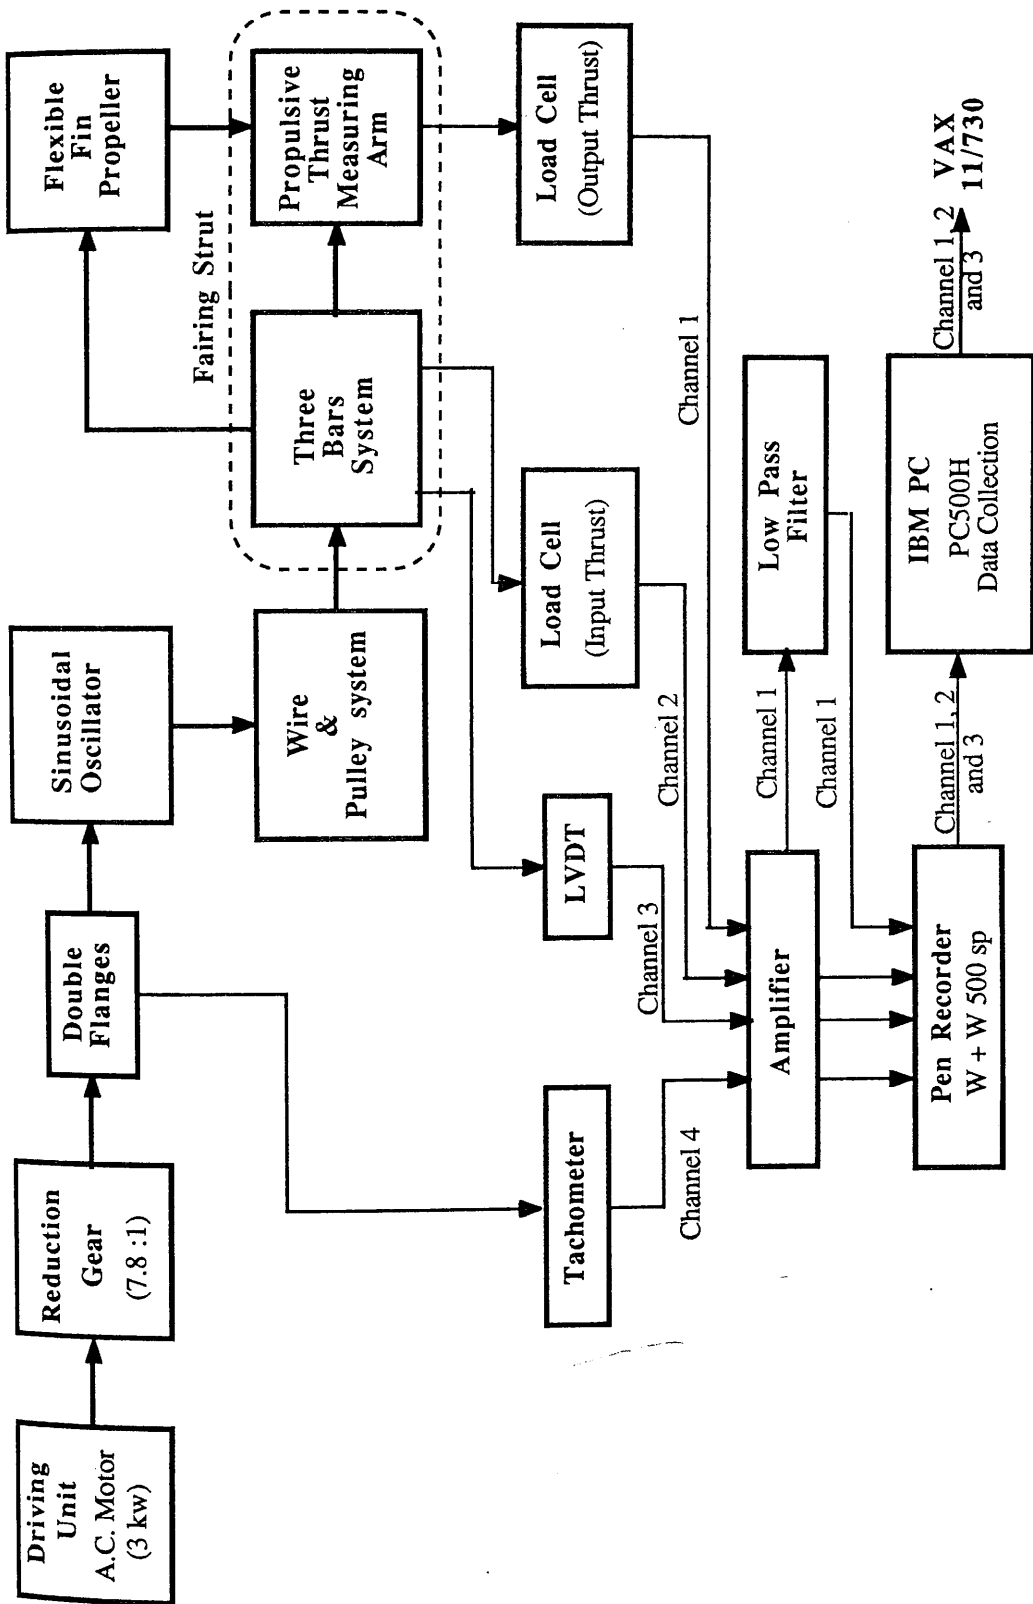 Driving
Unit
A.C. Motor
(3 kw)
Reduction
Gear
(7.8 :1)
Double
Flanges
Sinusoidal
Oscillator
Flexible
Fin
Propeller
Fairing Strut
Wire
&
Pulley system
Three
Bars
System
Propulsive
Thrust
Measuring
Arm
Tachometer
LVDT
Load Cell
(Input Thrust)
Load Cell
(Output Thrust)
Channel 4
Channel 3
Channel 2
Channel 1
Amplifier
Channel 1
Low Pass
Filter
Channel 1
Pen Recorder
W + W 500 sp
Channel 1, 2
and 3
IBM PC
PC500H
Data Collection
Channel 1, 2
and 3
VAX
11/730